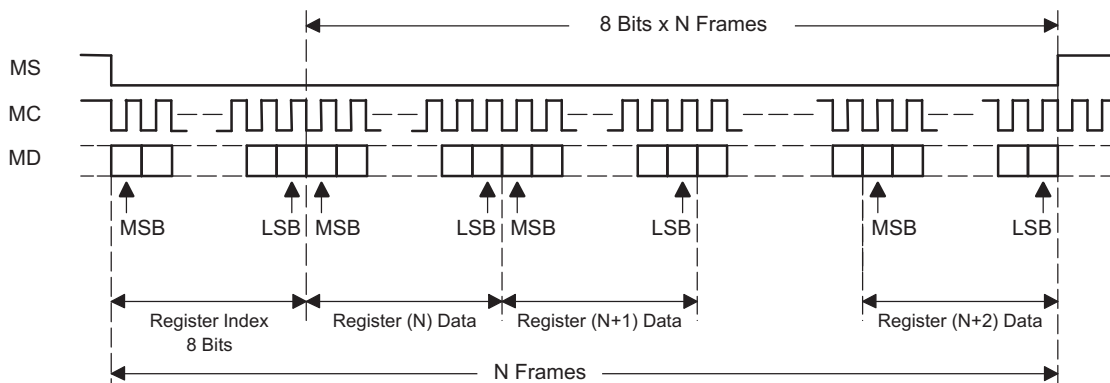 8 Bits x N Frames
MS
MC
MD
MSB
LSB
MSB
LSB
MSB
LSB
MSB
LSB
Register Index
8 Bits
Register (N) Data
Register (N+1) Data
Register (N+2) Data
N Frames